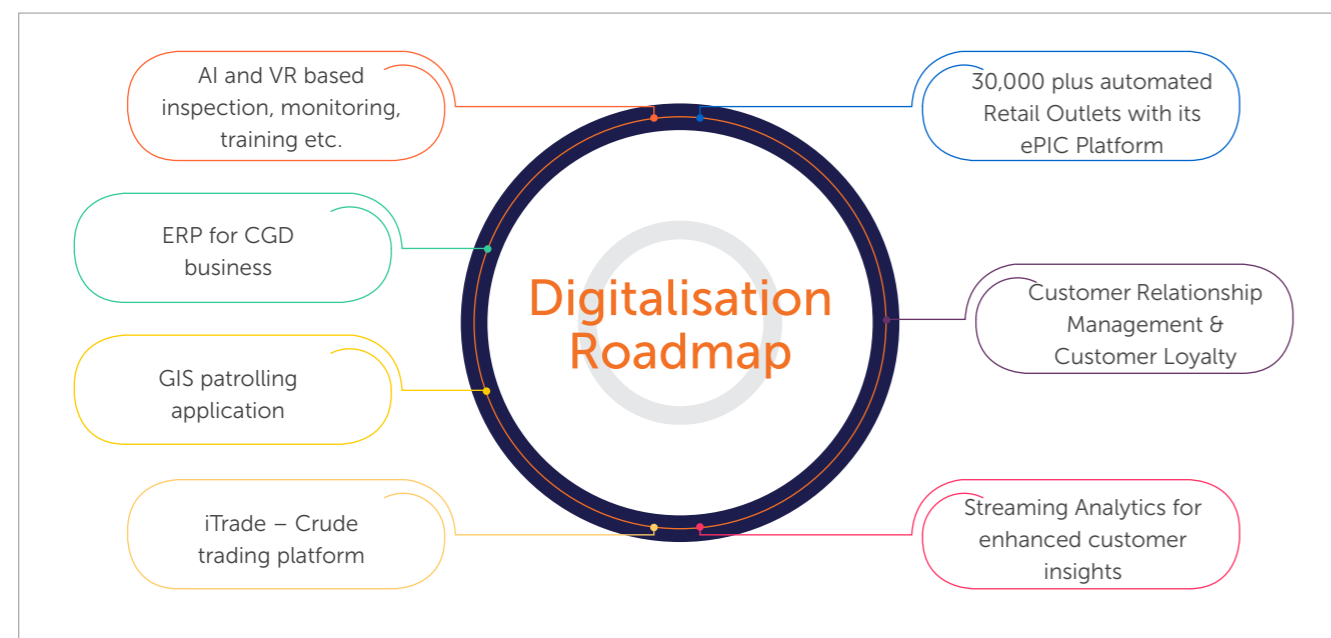 AI and VR based
inspection, monitoring,
training etc.
30,000 plus automated
Retail Outlets with its
ePIC Platform
ERP for CGD
business
Digitalisation
Roadmap
Customer Relationship
Management &
Customer Loyalty
GIS patrolling
application
iTrade – Crude
trading platform
Streaming Analytics for
enhanced customer
insights